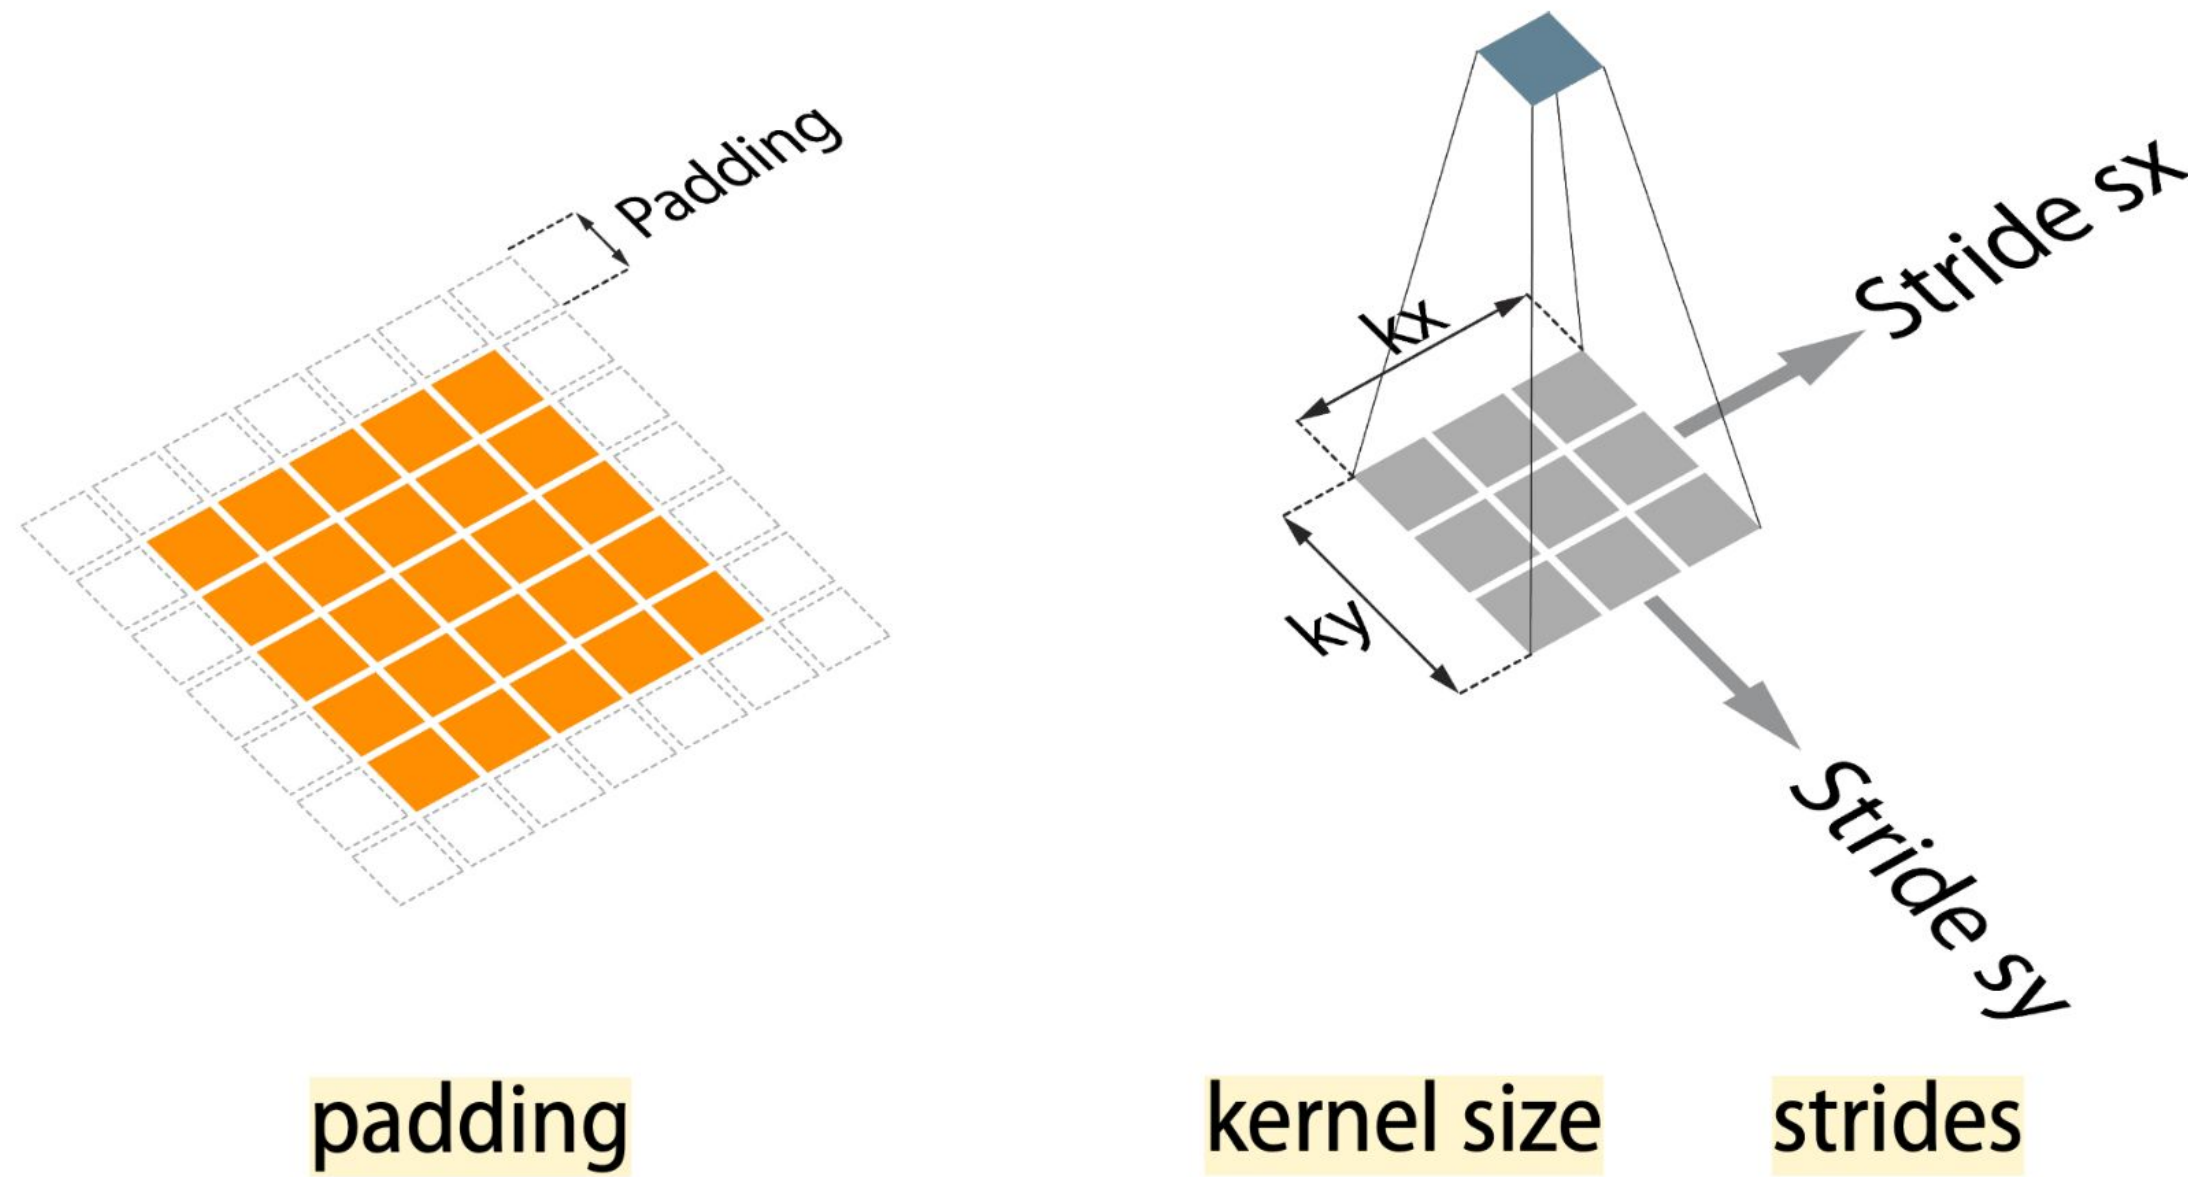 Padding
kx
ky
Stride sx
Stride sy
padding
kernel size
strides